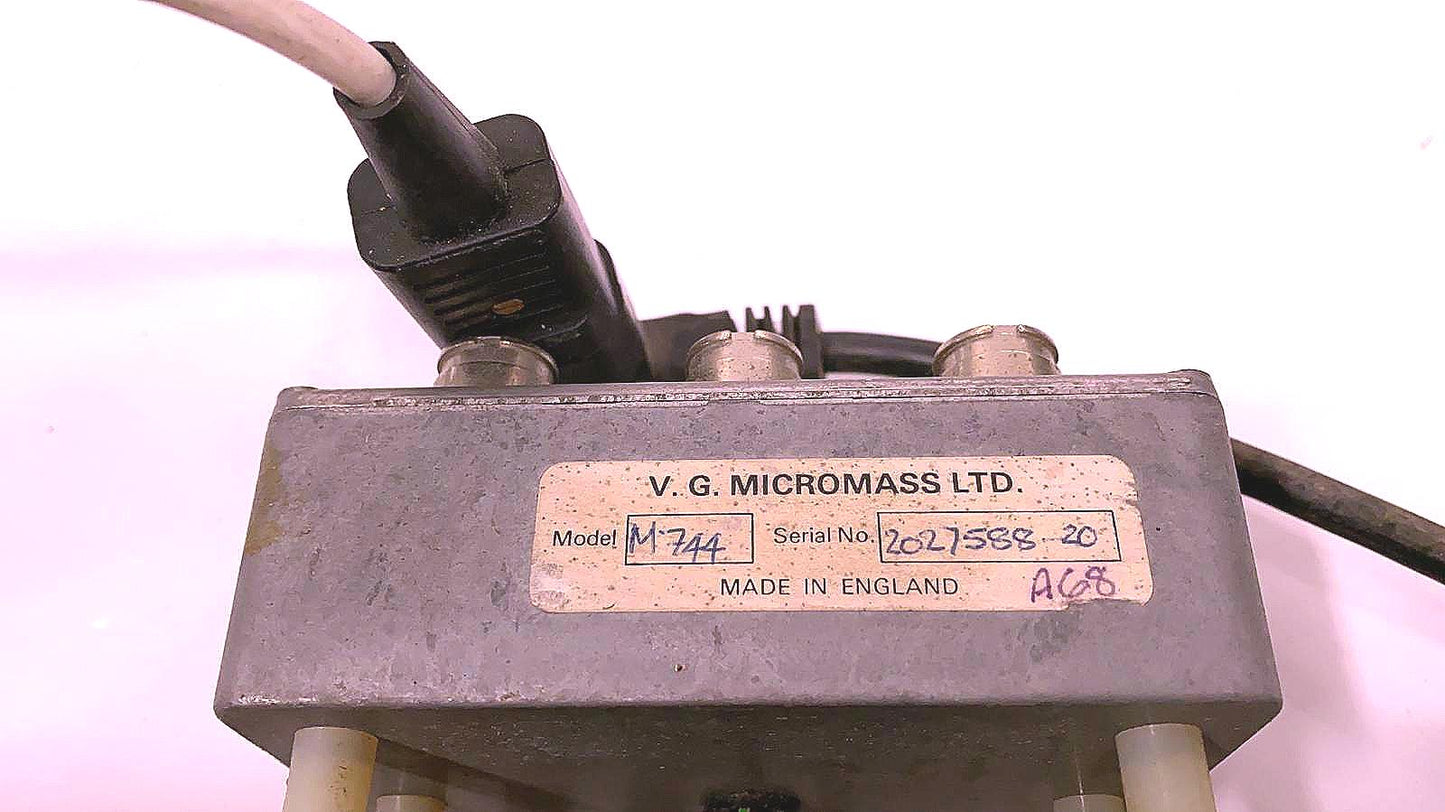 V. G. MICROMASS LTD.
Model M744 Serial No. 2027588-20
MADE IN ENGLAND A68